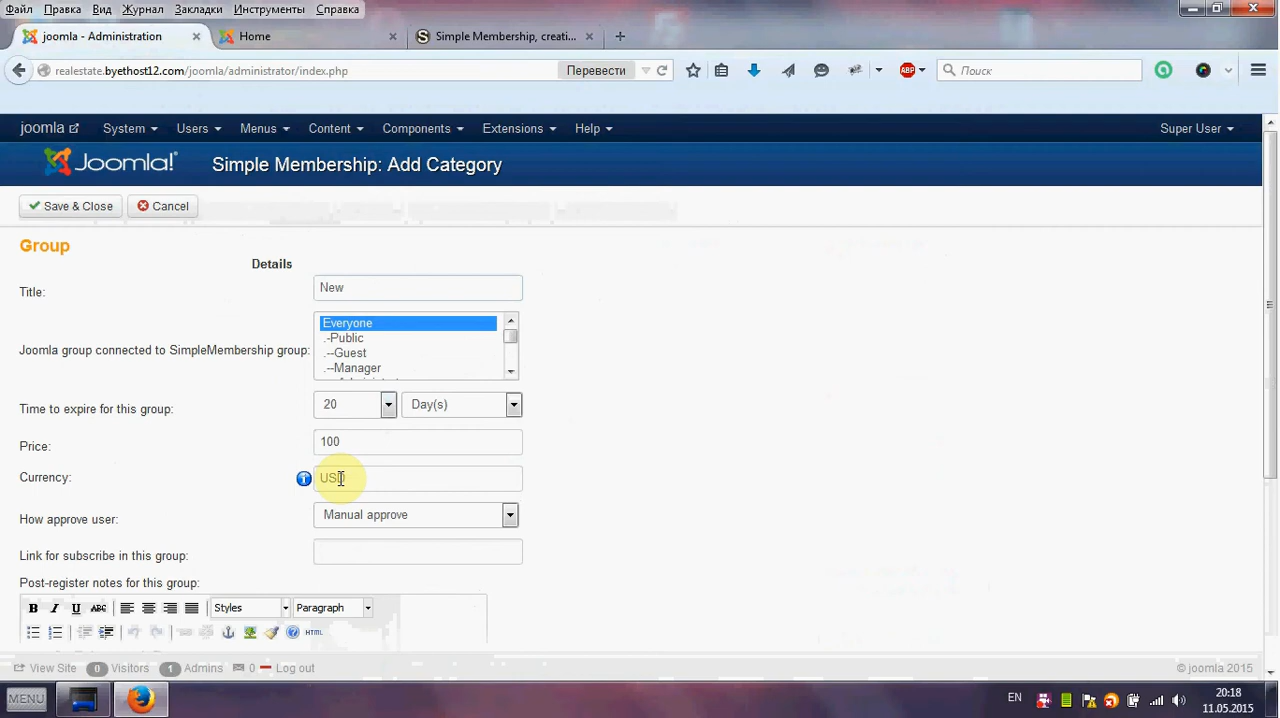 Файл Правка Вид Журнал Закладки Инструменты Справка
joomla - Administration × Home × Simple Membership, creati... × +
realestate.byethost12.com/joomla/administrator/index.php Перевести ABP Поиск
joomla System Users Menus Content Components Extensions Help Super User
Joomla! Simple Membership: Add Category
Save & Close Cancel
Group
Details
Title: New
Joomla group connected to SimpleMembership group: Everyone
.-Public
.--Guest
.--Manager
Time to expire for this group: 20 Day(s)
Price: 100
Currency: USD
How approve user: Manual approve
Link for subscribe in this group:
Post-register notes for this group:
B I U ABC Styles Paragraph
HTML
View Site 0 Visitors 1 Admins 0 Log out © joomla 2015
MENU EN 20:18
11.05.2015